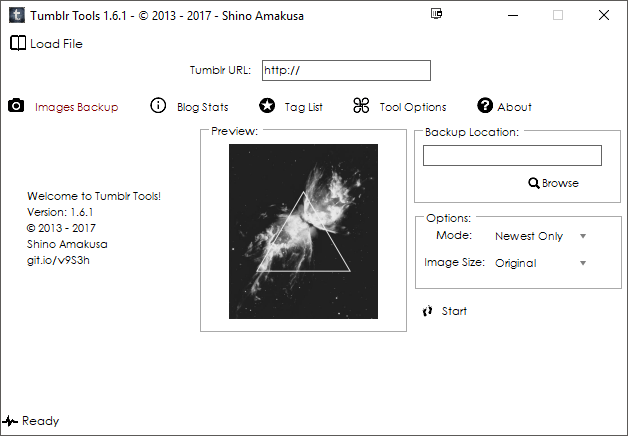 Tumblr Tools 1.6.1 - © 2013 - 2017 - Shino Amakusa
Load File
Tumblr URL: http://
Images Backup Blog Stats Tag List Tool Options About
Preview:
Backup Location:
Browse
Welcome to Tumblr Tools!
Version: 1.6.1
© 2013 - 2017
Shino Amakusa
git.io/v9S3h
Options:
Mode: Newest Only
Image Size: Original
Start
Ready